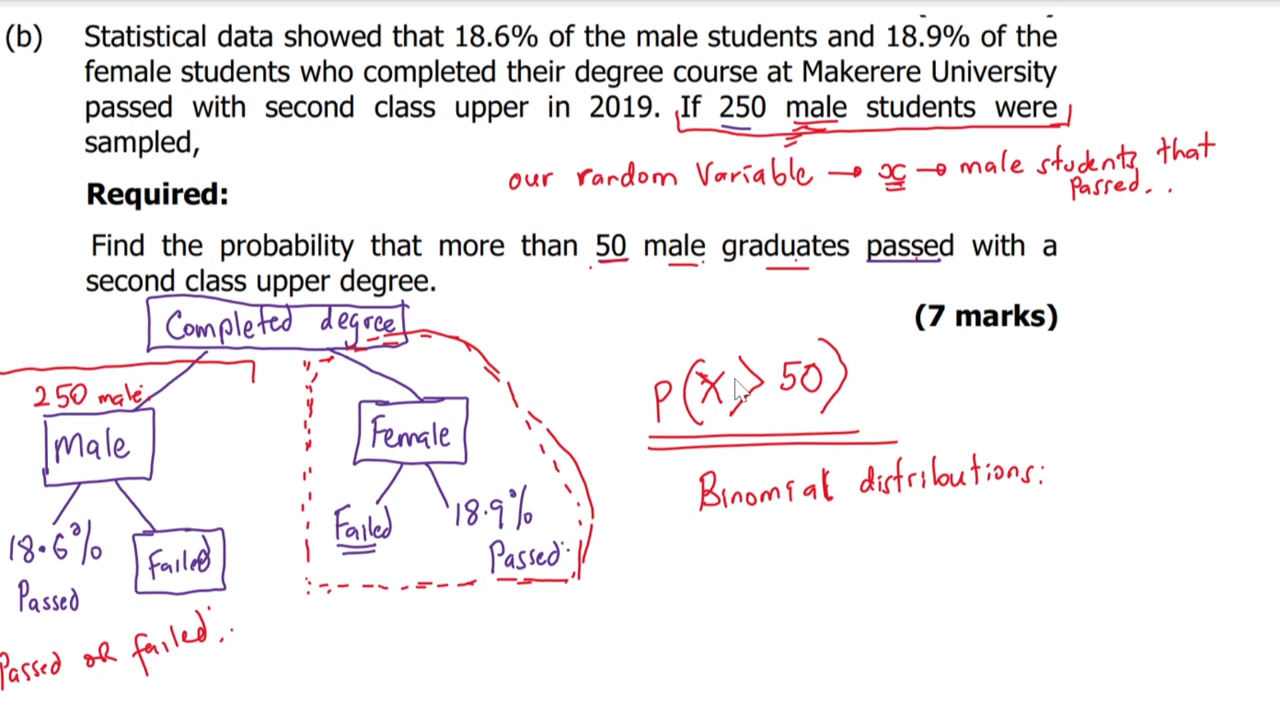 (b) Statistical data showed that 18.6% of the male students and 18.9% of the
female students who completed their degree course at Makerere University
passed with second class upper in 2019. If 250 male students were
sampled,
our random Variable → x → male students that
Passed..
Required:
Find the probability that more than 50 male graduates passed with a
second class upper degree.
(7 marks)
Completed degree
250 male
Male
Female
P(X > 50)
Binomial distributions:
18.6%
Passed
Failed
Failed
18.9%
Passed
Passed or failed..